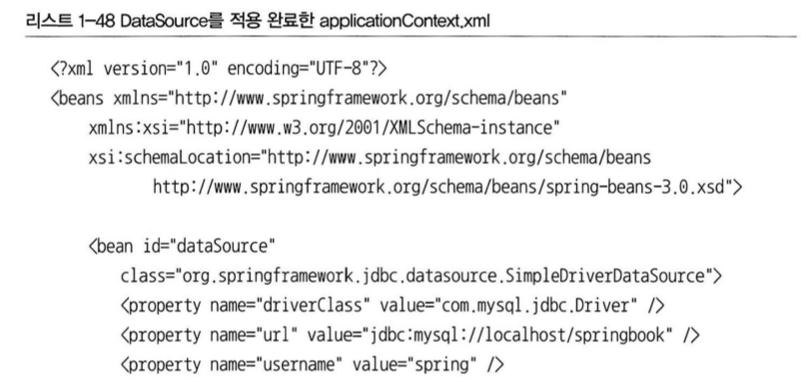 리스트 1-48 DataSource를 적용 완료한 applicationContext.xml
<?xml version="1.0" encoding="UTF-8"?>
<beans xmlns="http://www.springframework.org/schema/beans"
xmlns:xsi="http://www.w3.org/2001/XMLSchema-instance"
xsi:schemaLocation="http://www.springframework.org/schema/beans
http://www.springframework.org/schema/beans/spring-beans-3.0.xsd">
<bean id="dataSource"
class="org.springframework.jdbc.datasource.SimpleDriverDataSource">
<property name="driverClass" value="com.mysql.jdbc.Driver" />
<property name="url" value="jdbc:mysql://localhost/springbook" />
<property name="username" value="spring" />